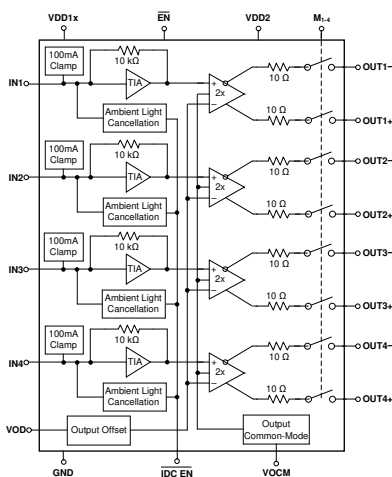 VDD1x EN VDD2 M1-4
100mA Clamp
10 kΩ
10 Ω
OUT1−
IN1
TIA
+
2x
−
Ambient Light Cancellation
10 Ω
OUT1+
100mA Clamp
10 kΩ
10 Ω
OUT2−
IN2
TIA
+
2x
−
Ambient Light Cancellation
10 Ω
OUT2+
100mA Clamp
10 kΩ
10 Ω
OUT3−
IN3
TIA
+
2x
−
Ambient Light Cancellation
10 Ω
OUT3+
100mA Clamp
10 kΩ
10 Ω
OUT4−
IN4
TIA
+
2x
−
Ambient Light Cancellation
10 Ω
OUT4+
VOD
Output Offset
Output Common-Mode
GND IDC EN VOCM